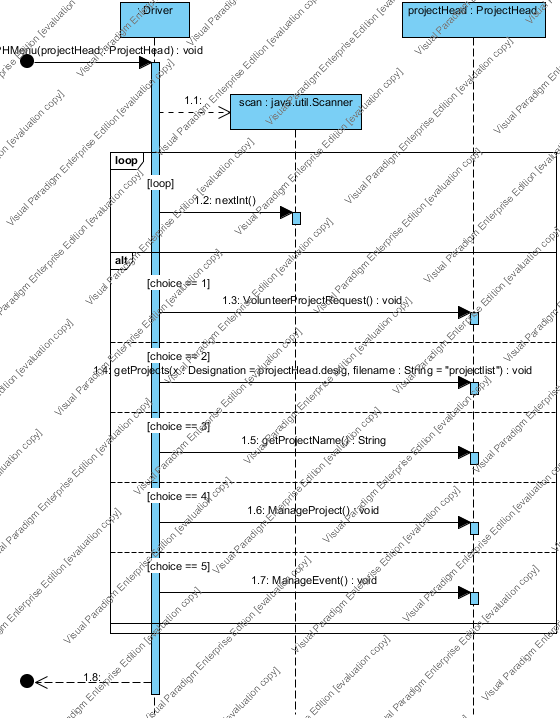 Driver
projectHead : ProjectHead
PHMenu(projectHead : ProjectHead) : void
1.1:
scan : java.util.Scanner
loop
[loop]
1.2: nextInt()
alt
[choice == 1]
1.3: VolunteerProjectRequest() : void
[choice == 2]
1.4: getProjects(x : Designation = projectHead.desig, filename : String = "projectlist") : void
[choice == 3]
1.5: getProjectName() : String
[choice == 4]
1.6: ManageProject() : void
[choice == 5]
1.7: ManageEvent() : void
1.8:
Visual Paradigm Enterprise Edition [evaluation copy]